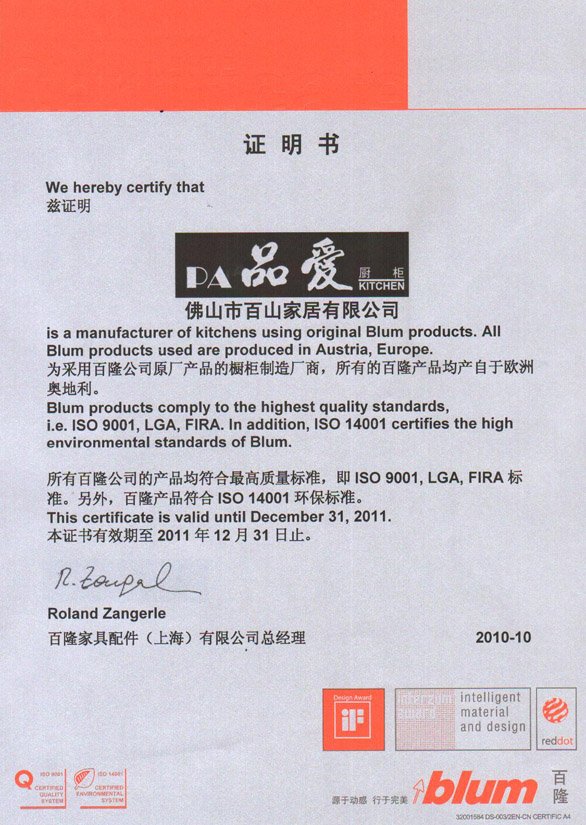 证明书
We hereby certify that
兹证明
PA 品爱 厨柜
KITCHEN
佛山市百山家居有限公司
is a manufacturer of kitchens using original Blum products. All
Blum products used are produced in Austria, Europe.
为采用百隆公司原厂产品的橱柜制造厂商，所有的百隆产品均产自于欧洲
奥地利。
Blum products comply to the highest quality standards,
i.e. ISO 9001, LGA, FIRA. In addition, ISO 14001 certifies the high
environmental standards of Blum.
所有百隆公司的产品均符合最高质量标准，即 ISO 9001, LGA, FIRA 标
准。另外，百隆产品符合 ISO 14001 环保标准。
This certificate is valid until December 31, 2011.
本证书有效期至 2011 年 12 月 31 日止。
R. Zangerl
Roland Zangerle
百隆家具配件（上海）有限公司总经理
2010-10
Design Award
iF
interzum
award
intelligent
material
and design
reddot
Q ISO 9001
CERTIFIED
QUALITY
SYSTEM
ISO 14001
CERTIFIED
ENVIRONMENTAL
SYSTEM
源于动感 行于完美
blum
百隆
32001584 DS-003/2EN-CN CERTIFIC A4